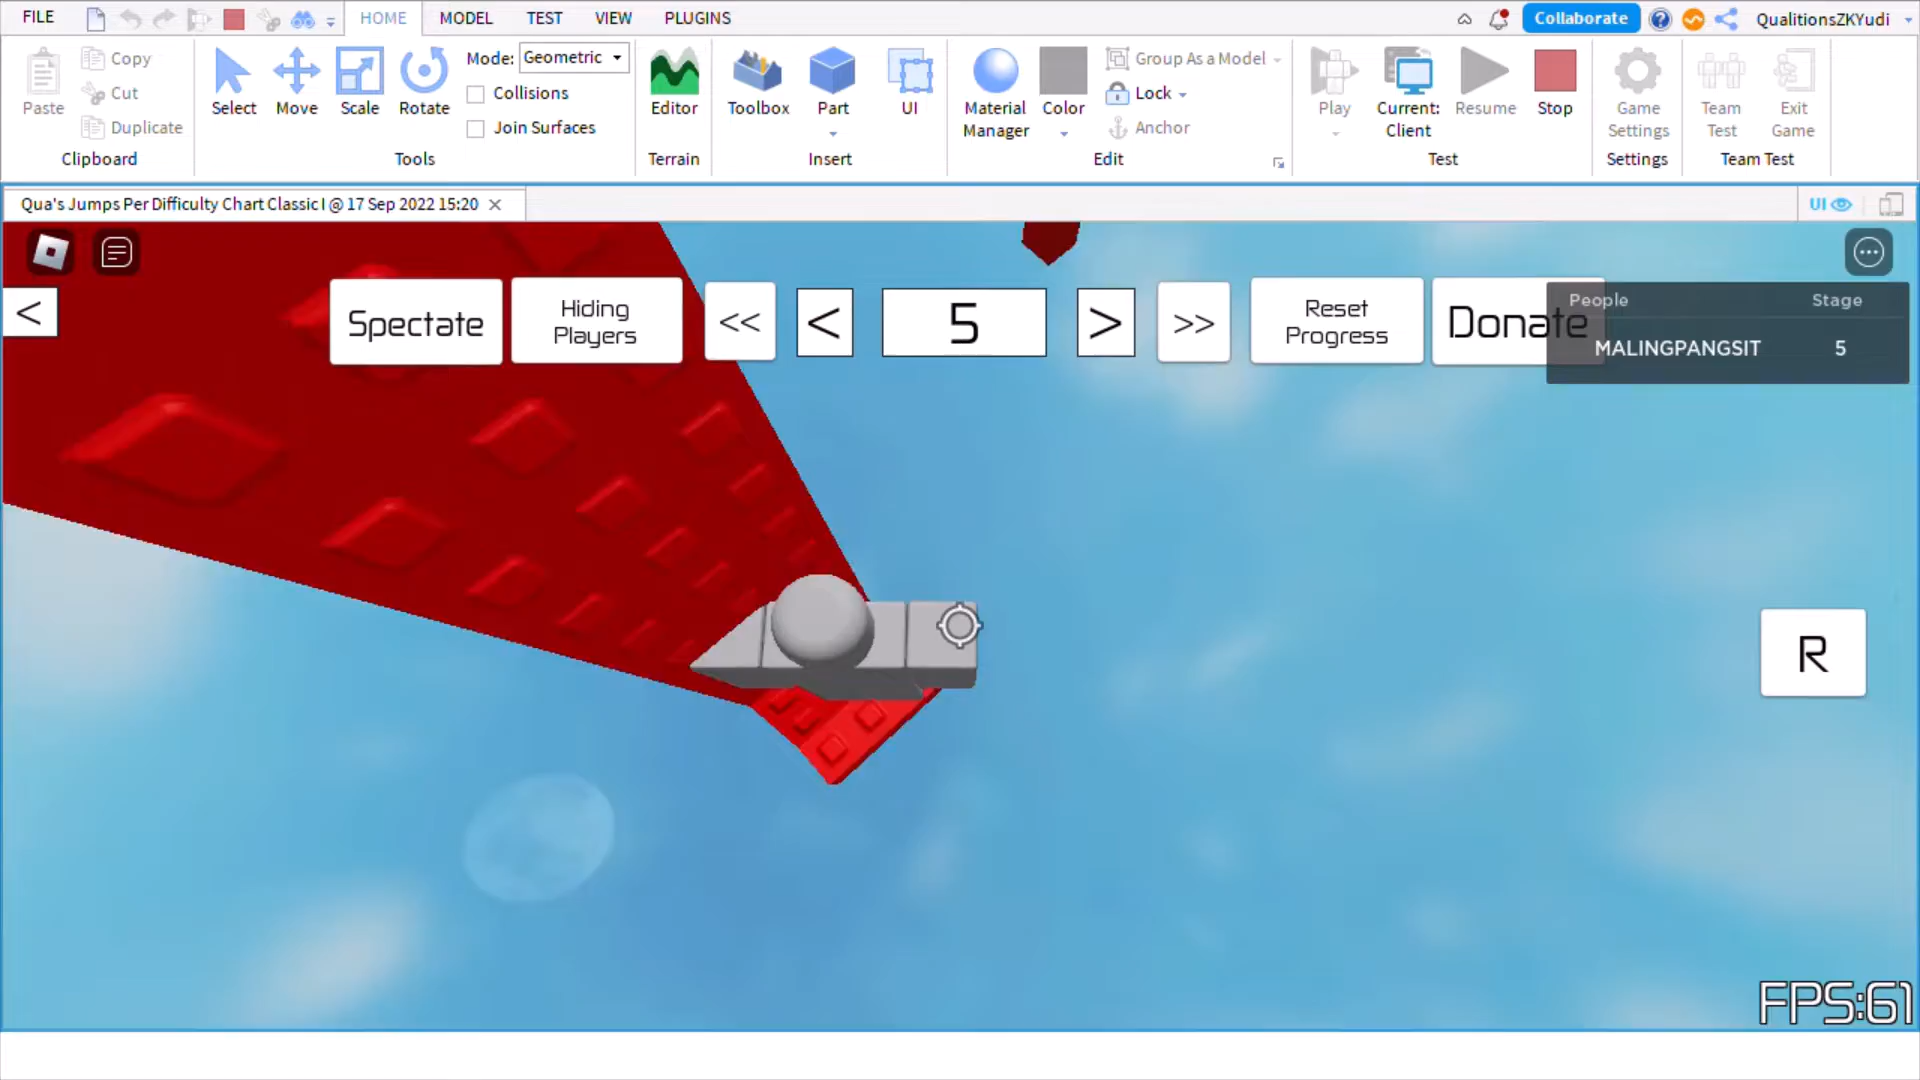 FILE HOME MODEL TEST VIEW PLUGINS Collaborate QualitionsZKYudi
Paste
Copy
Cut
Duplicate
Clipboard
Select Move Scale Rotate
Mode: Geometric
Collisions
Join Surfaces
Tools
Editor
Terrain
Toolbox Part UI
Insert
Material
Manager
Color
Group As a Model
Lock
Anchor
Edit
Play
Current:
Client
Resume Stop
Test
Game
Settings
Settings
Team
Test
Exit
Game
Team Test
Qua's Jumps Per Difficulty Chart Classic I @ 17 Sep 2022 15:20 ×
UI
<
Spectate
Hiding
Players
<< < 5 > >>
Reset
Progress
Donate
People Stage
MALINGPANGSIT 5
R
FPS:61